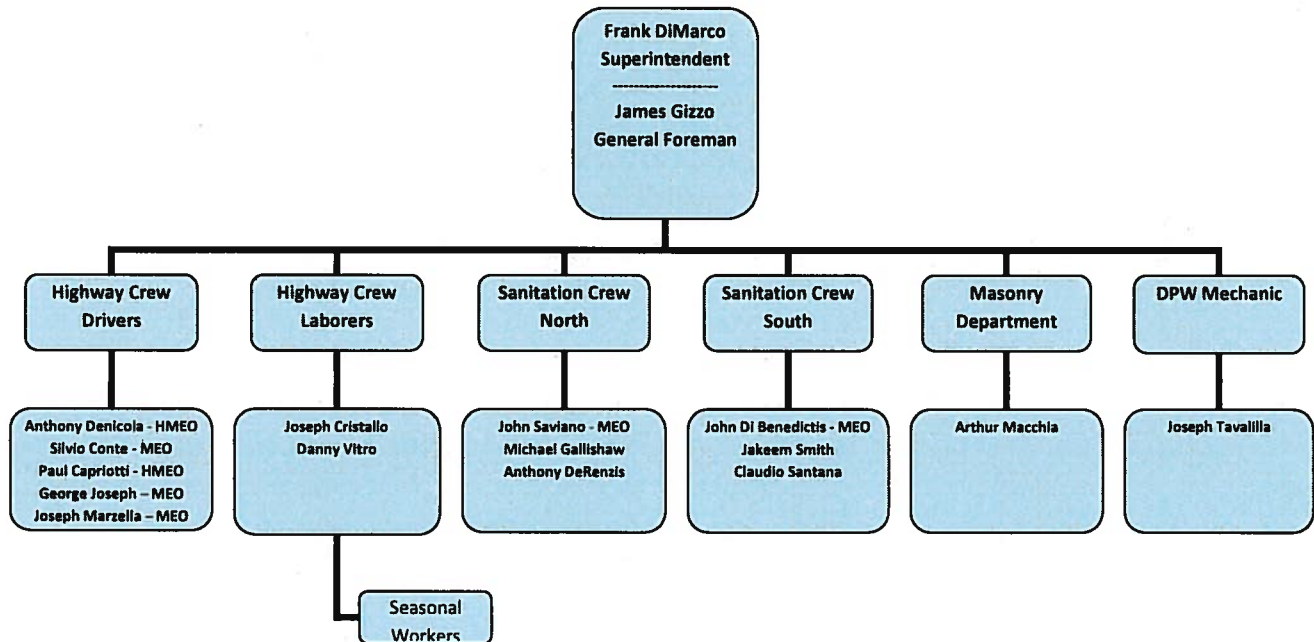 Frank DiMarco
Superintendent
--------------------
James Gizzo
General Foreman
Highway Crew
Drivers
Highway Crew
Laborers
Sanitation Crew
North
Sanitation Crew
South
Masonry
Department
DPW Mechanic
Anthony Denicola - HMEO
Silvio Conte - MEO
Paul Capriotti - HMEO
George Joseph – MEO
Joseph Marzella – MEO
Joseph Cristallo
Danny Vitro
John Saviano - MEO
Michael Gallishaw
Anthony DeRenzis
John Di Benedictis - MEO
Jakeem Smith
Claudio Santana
Arthur Macchia
Joseph Tavalilla
Seasonal
Workers